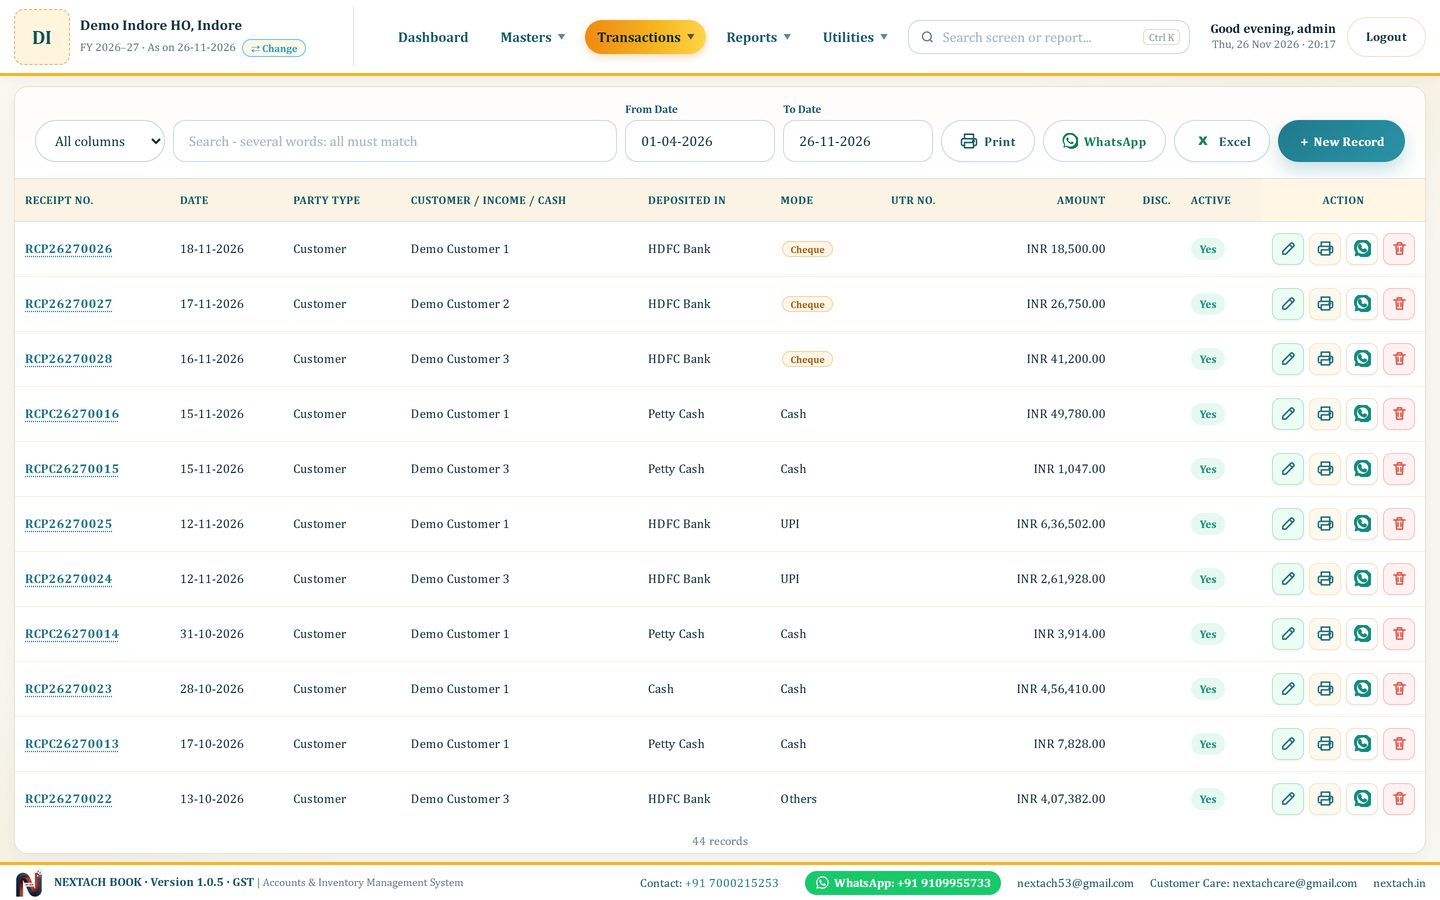 DI
Demo Indore HO, Indore
FY 2026-27 · As on 26-11-2026 ⇄ Change
Dashboard Masters ▼ Transactions ▼ Reports ▼ Utilities ▼
Search screen or report... Ctrl K
Good evening, admin
Thu, 26 Nov 2026 · 20:17
Logout
From Date To Date
All columns Search - several words: all must match 01-04-2026 26-11-2026 Print WhatsApp X Excel + New Record
RECEIPT NO. DATE PARTY TYPE CUSTOMER / INCOME / CASH DEPOSITED IN MODE UTR NO. AMOUNT DISC. ACTIVE ACTION
RCP26270026 18-11-2026 Customer Demo Customer 1 HDFC Bank Cheque INR 18,500.00 Yes
RCP26270027 17-11-2026 Customer Demo Customer 2 HDFC Bank Cheque INR 26,750.00 Yes
RCP26270028 16-11-2026 Customer Demo Customer 3 HDFC Bank Cheque INR 41,200.00 Yes
RCPC26270016 15-11-2026 Customer Demo Customer 1 Petty Cash Cash INR 49,780.00 Yes
RCPC26270015 15-11-2026 Customer Demo Customer 3 Petty Cash Cash INR 1,047.00 Yes
RCP26270025 12-11-2026 Customer Demo Customer 1 HDFC Bank UPI INR 6,36,502.00 Yes
RCP26270024 12-11-2026 Customer Demo Customer 3 HDFC Bank UPI INR 2,61,928.00 Yes
RCPC26270014 31-10-2026 Customer Demo Customer 1 Petty Cash Cash INR 3,914.00 Yes
RCP26270023 28-10-2026 Customer Demo Customer 1 Cash Cash INR 4,56,410.00 Yes
RCPC26270013 17-10-2026 Customer Demo Customer 1 Petty Cash Cash INR 7,828.00 Yes
RCP26270022 13-10-2026 Customer Demo Customer 3 HDFC Bank Others INR 4,07,382.00 Yes
44 records
N NEXTACH BOOK · Version 1.0.5 · GST | Accounts & Inventory Management System Contact: +91 7000215253 WhatsApp: +91 9109955733 nextach53@gmail.com Customer Care: nextachcare@gmail.com nextach.in